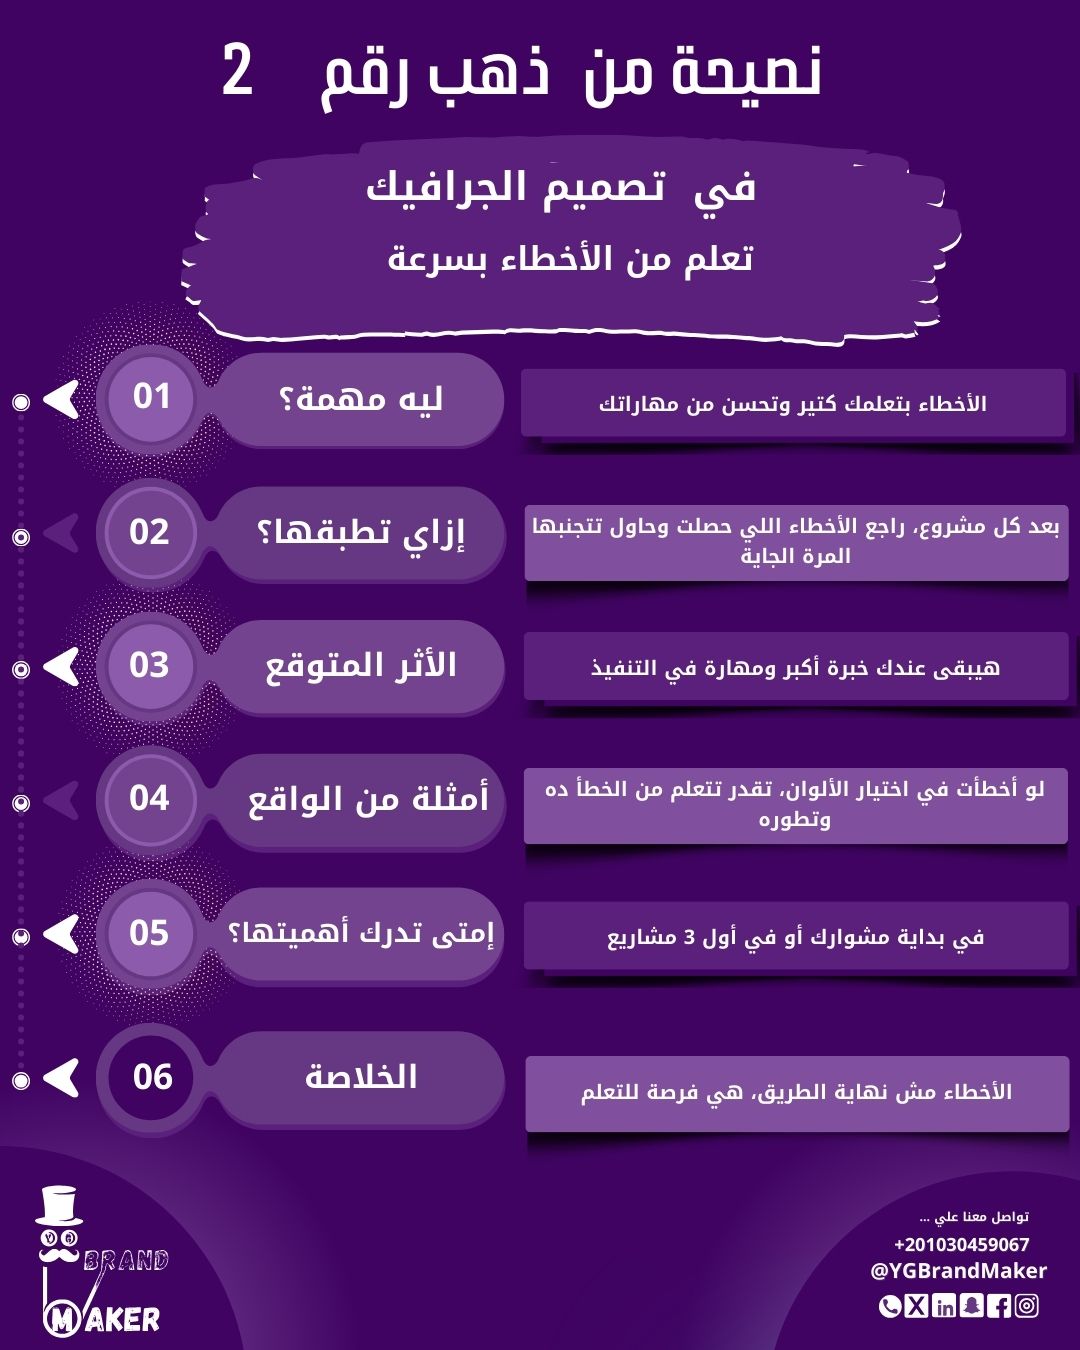 نصيحة من ذهب رقم 2
في تصميم الجرافيك
تعلم من الأخطاء بسرعة
01
ليه مهمة؟
الأخطاء بتعلمك كتير وتحسن من مهاراتك
02
إزاي تطبقها؟
بعد كل مشروع، راجع الأخطاء اللي حصلت وحاول تتجنبها
المرة الجاية
03
الأثر المتوقع
هيبقى عندك خبرة أكبر ومهارة في التنفيذ
04
أمثلة من الواقع
لو أخطأت في اختيار الألوان، تقدر تتعلم من الخطأ ده
وتطوره
05
إمتى تدرك أهميتها؟
في بداية مشوارك أو في أول 3 مشاريع
06
الخلاصة
الأخطاء مش نهاية الطريق، هي فرصة للتعلم
تواصل معنا علي ...
+201030459067
@YGBrandMaker
BRAND
MAKER